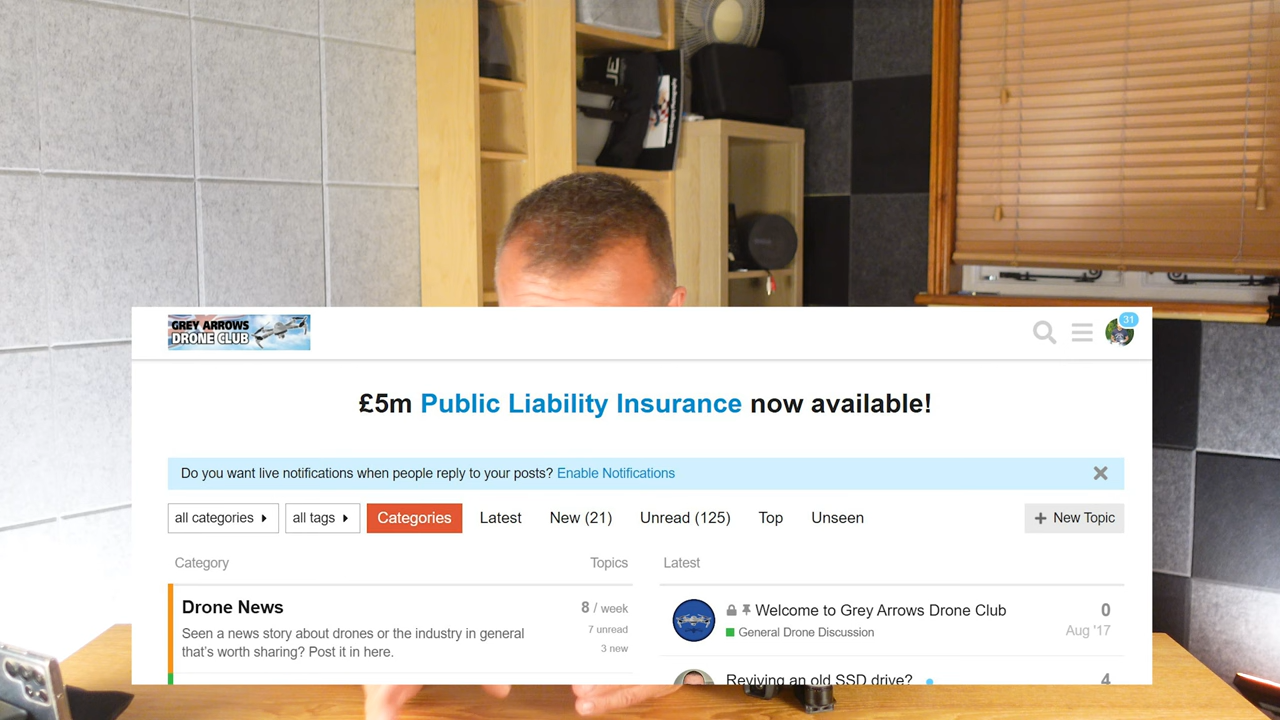 GREY ARROWS
DRONE CLUB
31
£5m Public Liability Insurance now available!
Do you want live notifications when people reply to your posts? Enable Notifications
all categories
all tags
Categories
Latest
New (21)
Unread (125)
Top
Unseen
+ New Topic
Category
Topics
Latest
Drone News
8 / week
Seen a news story about drones or the industry in general
that's worth sharing? Post it in here.
7 unread
3 new
Welcome to Grey Arrows Drone Club
0
General Drone Discussion
Aug '17
Reviving an old SSD drive?
4